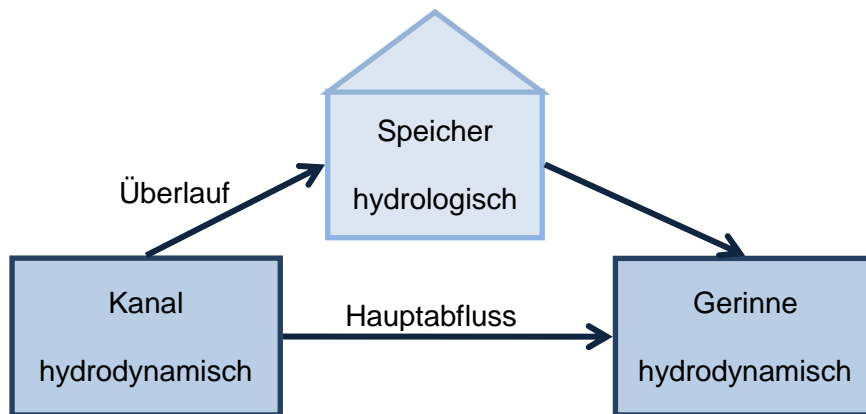 Speicher
hydrologisch
Überlauf
Kanal
hydrodynamisch
Hauptabfluss
Gerinne
hydrodynamisch